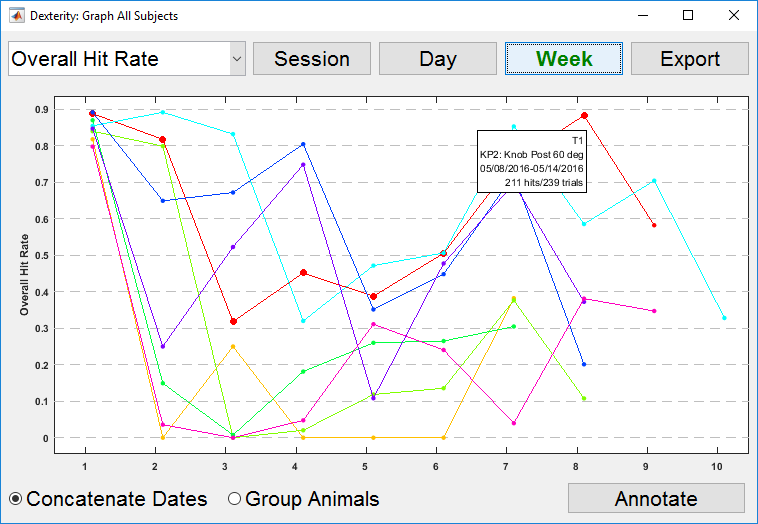 Dexterity: Graph All Subjects
Overall Hit Rate
Session
Day
Week
Export
0.9
0.8
0.7
0.6
0.5
0.4
0.3
0.2
0.1
0
Overall Hit Rate
T1
KP2: Knob Post 60 deg
05/08/2016-05/14/2016
211 hits/239 trials
1 2 3 4 5 6 7 8 9 10
Concatenate Dates
Group Animals
Annotate